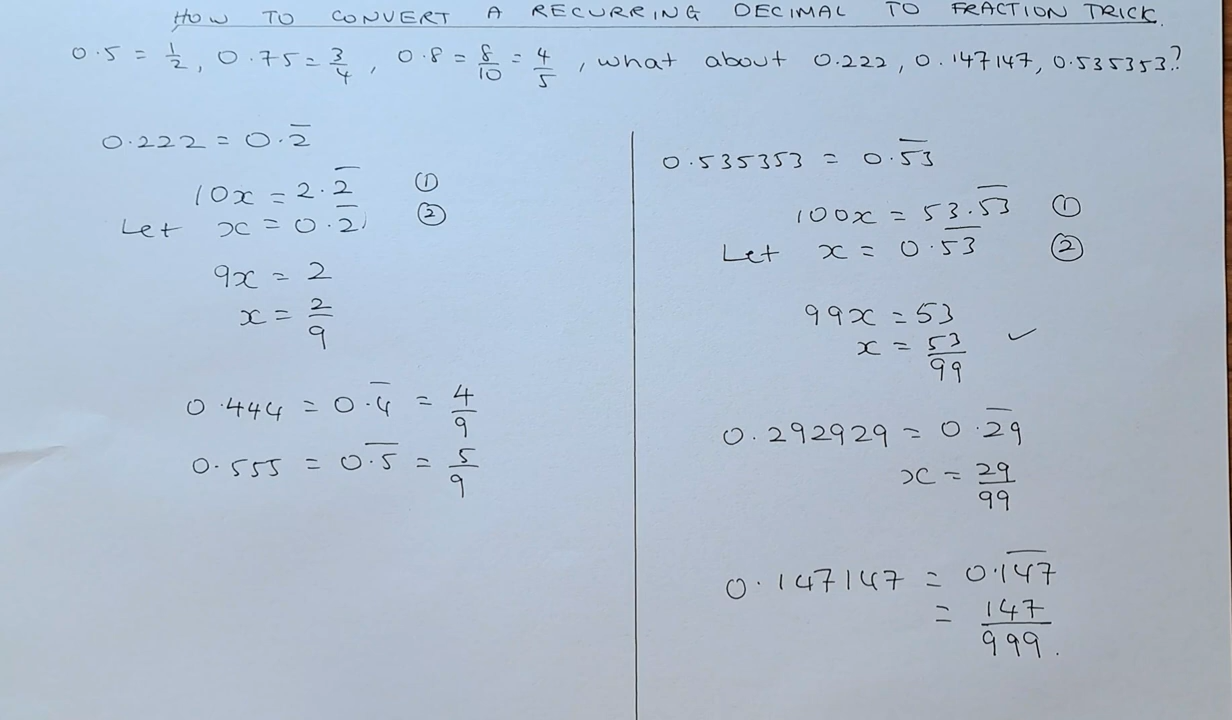 HOW TO CONVERT A RECURRING DECIMAL TO FRACTION TRICK.
0.5 = 1/2, 0.75 = 3/4, 0.8 = 8/10 = 4/5, what about 0.222, 0.147147, 0.535353?
0.222 = 0.2̅
10x = 2.2̅ ①
Let x = 0.2̅ ②
9x = 2
x = 2/9
0.444 = 0.4̅ = 4/9
0.555 = 0.5̅ = 5/9
0.535353 = 0.5̅3̅
100x = 53.5̅3̅ ①
Let x = 0.5̅3̅ ②
99x = 53
x = 53/99 ✓
0.292929 = 0.2̅9̅
x = 29/99
0.147147 = 0.1̅4̅7̅
= 147/999.